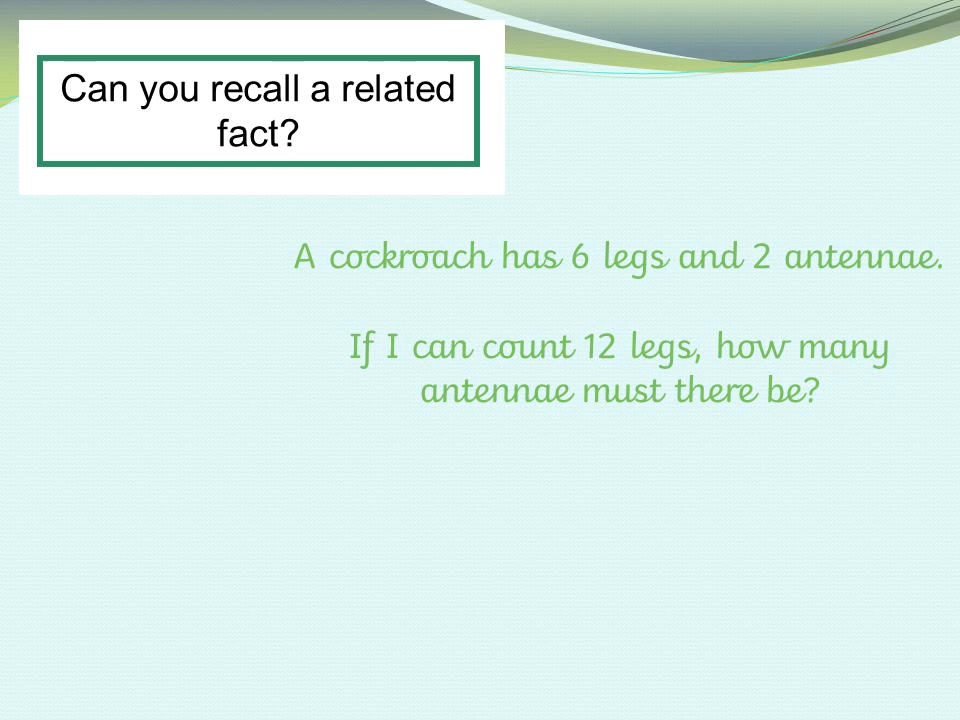 Can you recall a related
fact?
A cockroach has 6 legs and 2 antennae.
If I can count 12 legs, how many
antennae must there be?